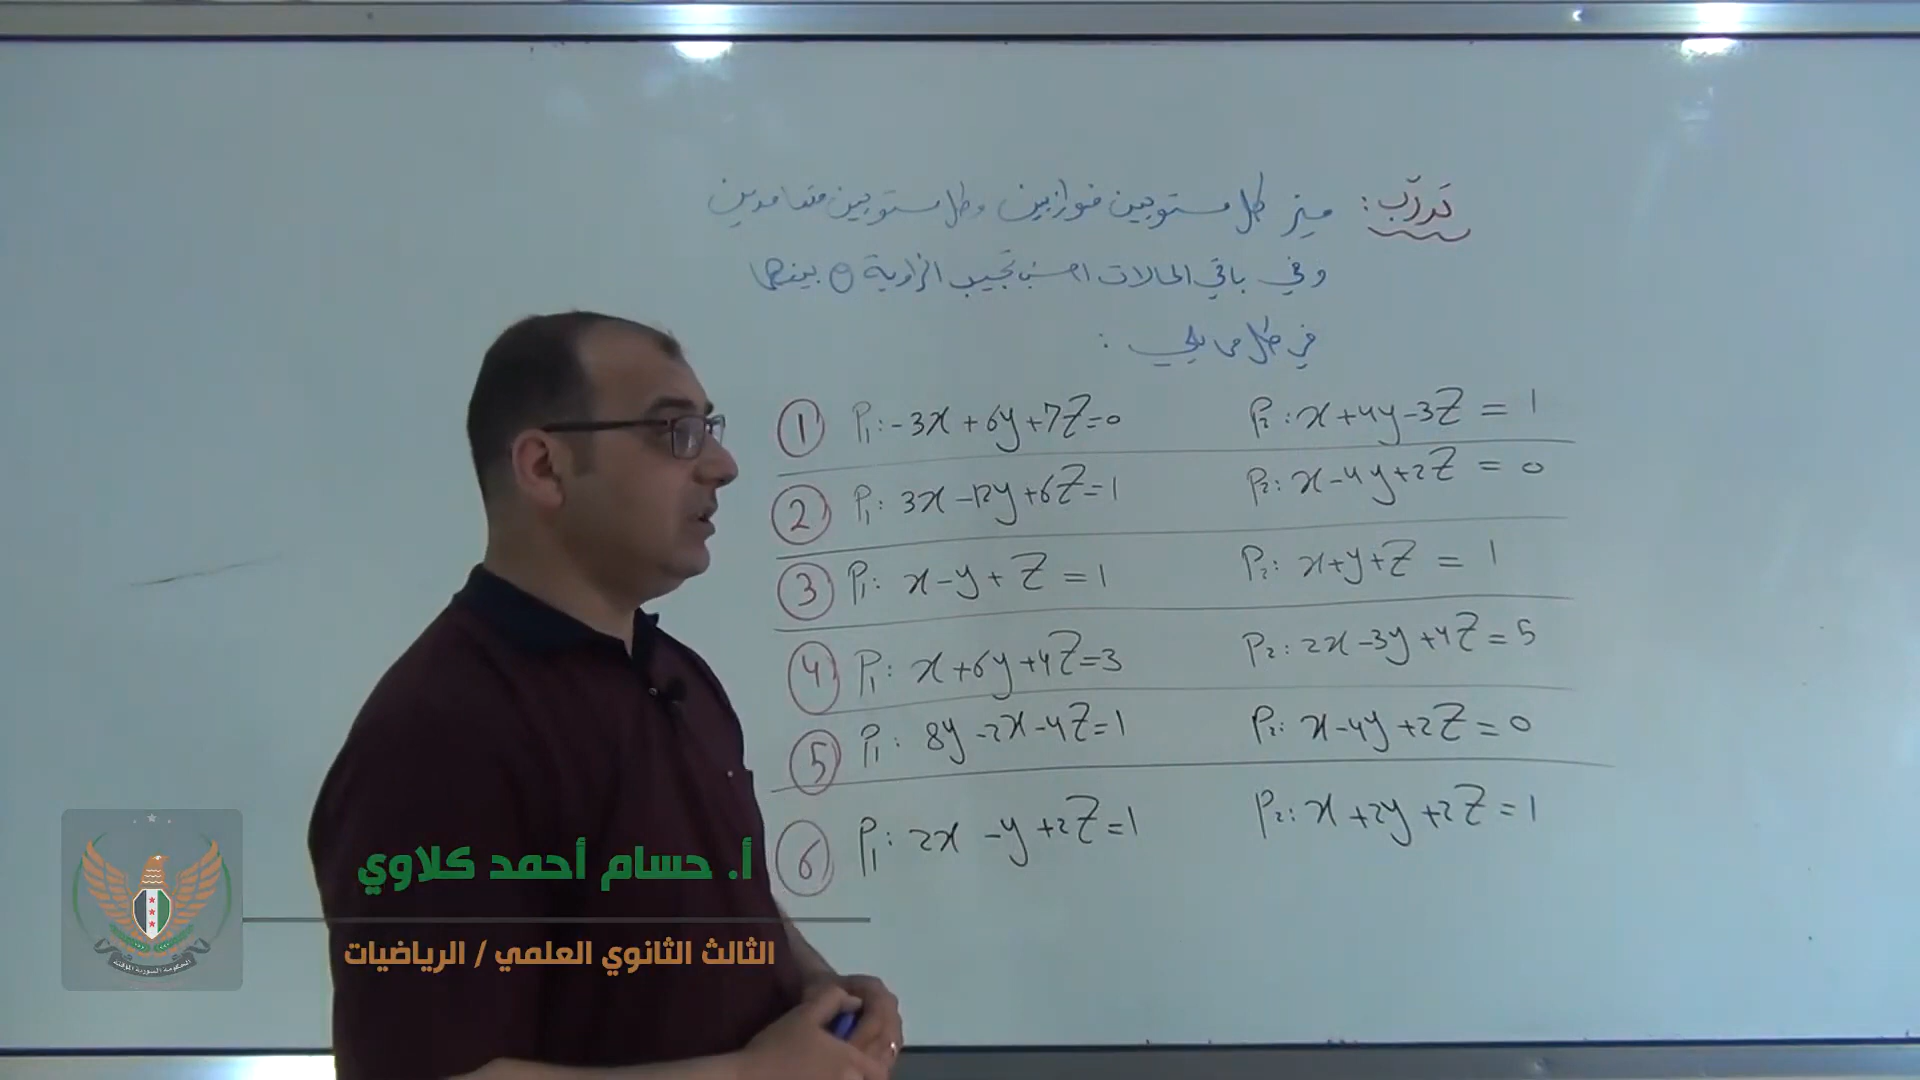 تدرّب: ميّز كل مستويين متوازيين وكل مستويين متعامدين
وفي باقي الحالات احسب تجيب الزاوية θ بينهما
في كل مما يلي :
① P₁: -3x + 6y + 7Z = 0    P₂: x + 4y - 3Z = 1
② P₁: 3x - 12y + 6Z = 1    P₂: x - 4y + 2Z = 0
③ P₁: x - y + Z = 1    P₂: x + y + Z = 1
④ P₁: x + 6y + 4Z = 3    P₂: 2x - 3y + 4Z = 5
⑤ P₁: 8y - 2x - 4Z = 1    P₂: x - 4y + 2Z = 0
⑥ P₁: 2x - y + 2Z = 1    P₂: x + 2y + 2Z = 1
أ. حسام أحمد كلاوي
الثالث الثانوي العلمي / الرياضيات
الحكومة السورية المؤقتة